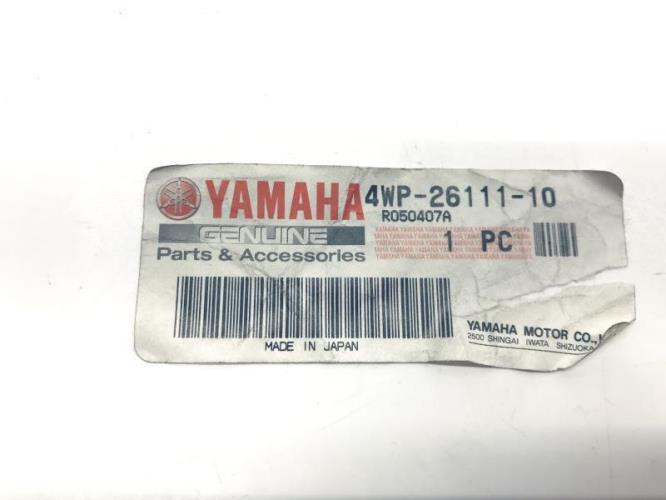 YAMAHA 4WP-26111-10
R050407A
GENUINE
1 PC
Parts & Accessories
MADE IN JAPAN
YAMAHA MOTOR CO.,
2500 SHINGAI IWATA SHIZUOKA